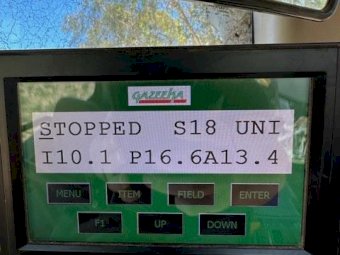 GAZEEKA
STOPPED S18 UNI
I10.1 P16.6A13.4
MENU ITEM FIELD ENTER
F1 UP DOWN